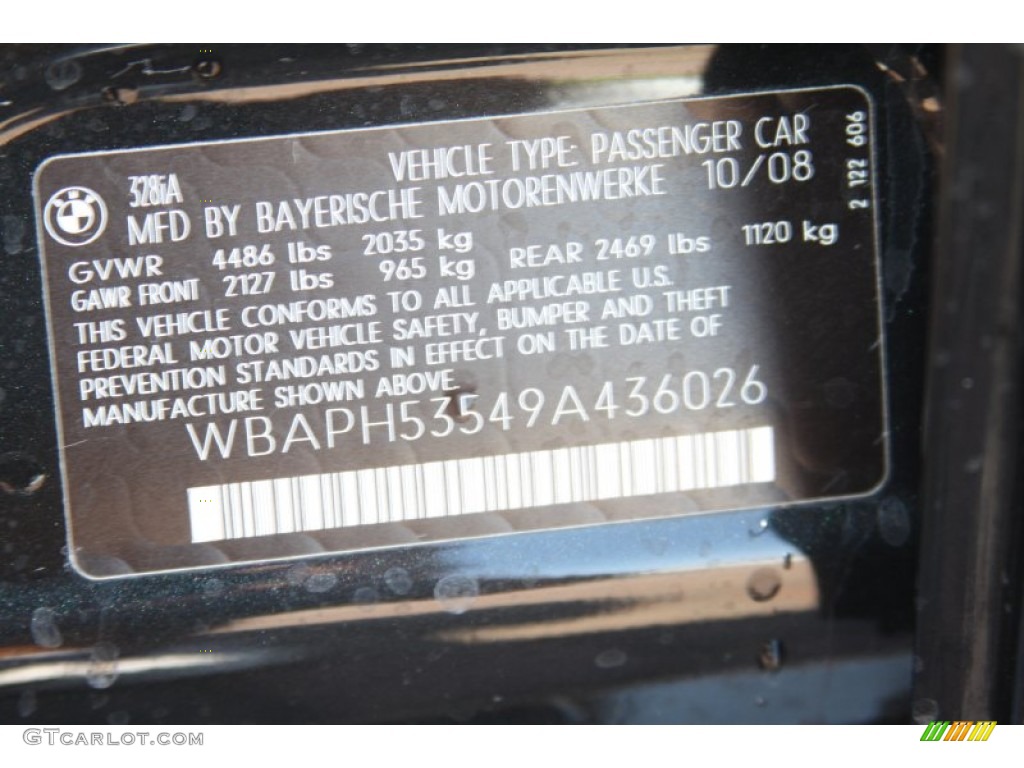 VEHICLE TYPE: PASSENGER CAR
328iA
MFD BY BAYERISCHE MOTORENWERKE 10/08
GVWR 4486 lbs 2035 kg
GAWR FRONT 2127 lbs 965 kg REAR 2469 lbs 1120 kg
THIS VEHICLE CONFORMS TO ALL APPLICABLE U.S.
FEDERAL MOTOR VEHICLE SAFETY, BUMPER AND THEFT
PREVENTION STANDARDS IN EFFECT ON THE DATE OF
MANUFACTURE SHOWN ABOVE.
WBAPH53549A436026
2 122 606
GTCarlot.com